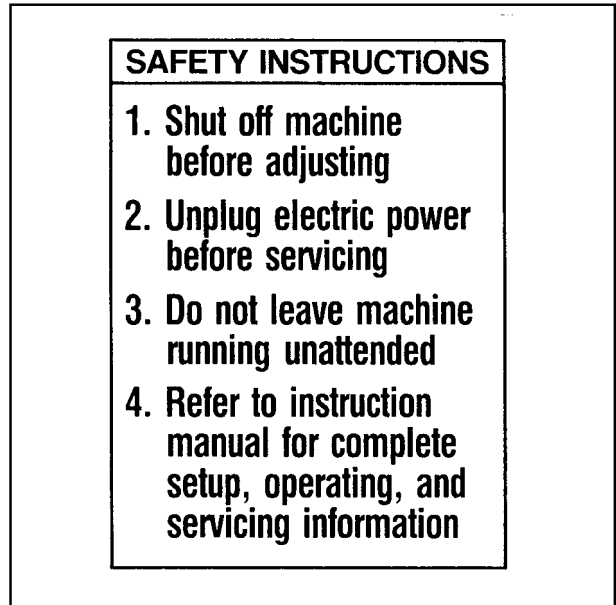 SAFETY INSTRUCTIONS
1. Shut off machine
before adjusting
2. Unplug electric power
before servicing
3. Do not leave machine
running unattended
4. Refer to instruction
manual for complete
setup, operating, and
servicing information